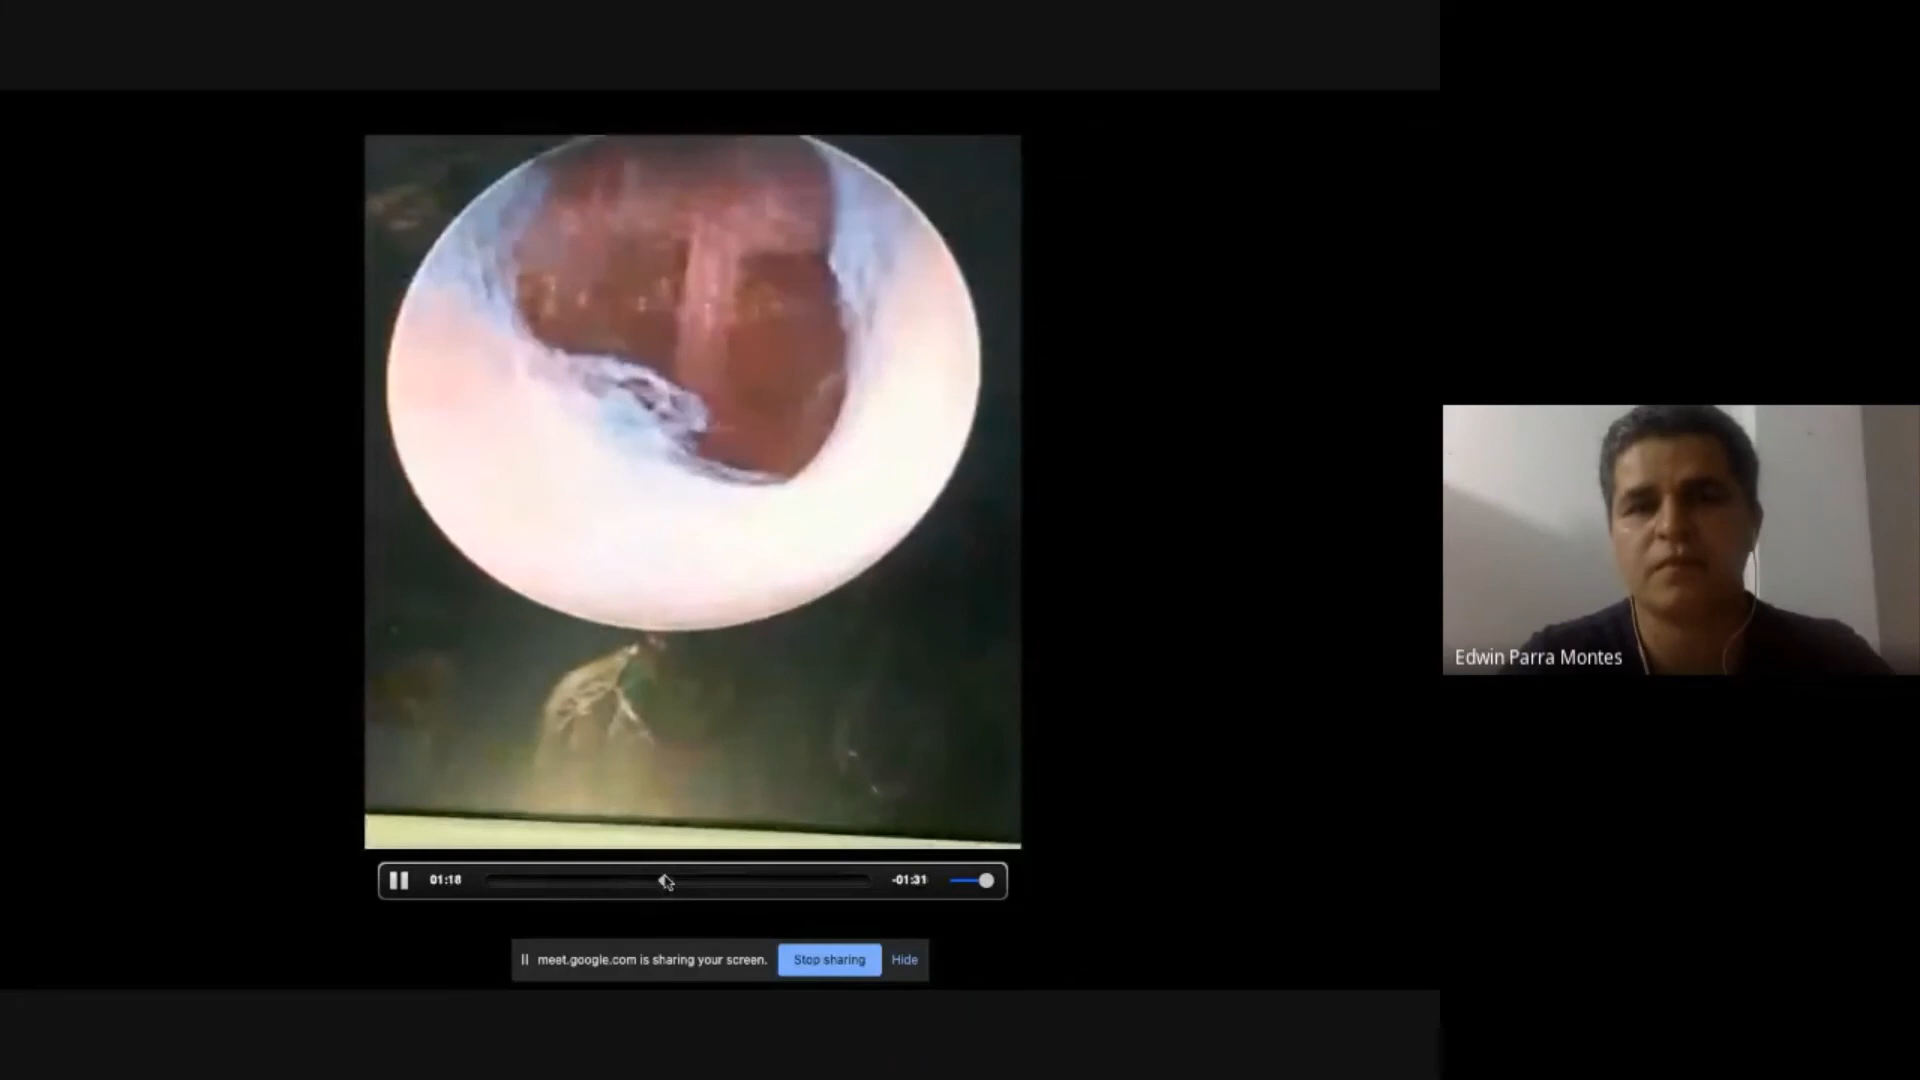 Edwin Parra Montes
01:18
-01:31
meet.google.com is sharing your screen.
Stop sharing
Hide